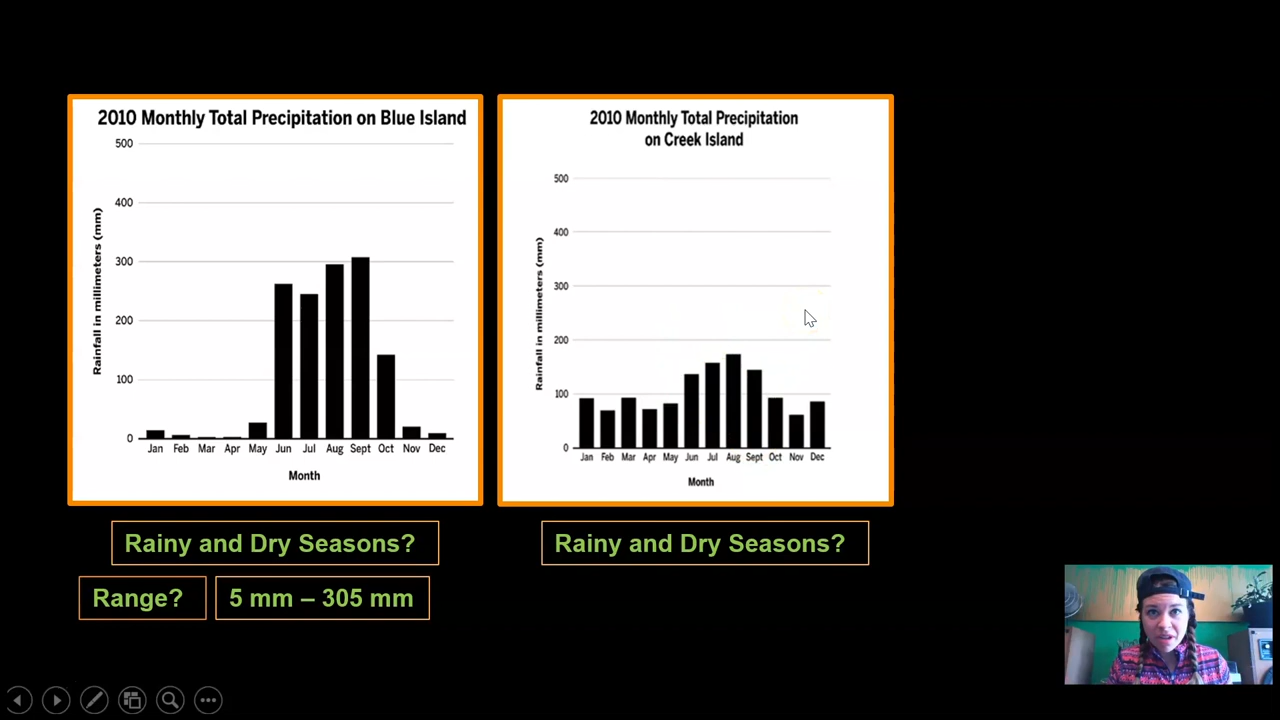 2010 Monthly Total Precipitation on Blue Island
500
400
300
200
100
0
Rainfall in millimeters (mm)
Jan Feb Mar Apr May Jun Jul Aug Sept Oct Nov Dec
Month
2010 Monthly Total Precipitation
on Creek Island
500
400
300
200
100
0
Rainfall in millimeters (mm)
Jan Feb Mar Apr May Jun Jul Aug Sept Oct Nov Dec
Month
Rainy and Dry Seasons?
Rainy and Dry Seasons?
Range?
5 mm – 305 mm